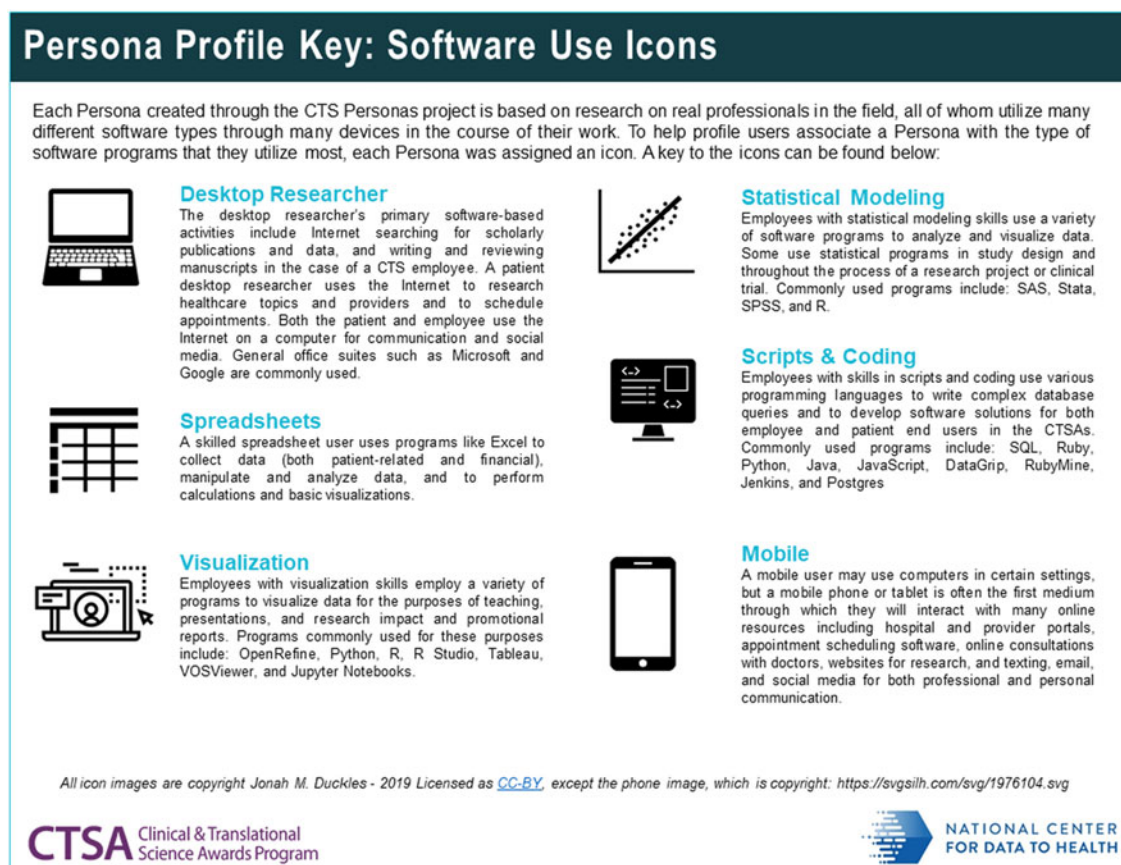 Persona Profile Key: Software Use Icons
Each Persona created through the CTS Personas project is based on research on real professionals in the field, all of whom utilize many
different software types through many devices in the course of their work. To help profile users associate a Persona with the type of
software programs that they utilize most, each Persona was assigned an icon. A key to the icons can be found below:
Desktop Researcher
The desktop researcher's primary software-based
activities include Internet searching for scholarly
publications and data, and writing and reviewing
manuscripts in the case of a CTS employee. A patient
desktop researcher uses the Internet to research
healthcare topics and providers and to schedule
appointments. Both the patient and employee use the
Internet on a computer for communication and social
media. General office suites such as Microsoft and
Google are commonly used.
Spreadsheets
A skilled spreadsheet user uses programs like Excel to
collect data (both patient-related and financial),
manipulate and analyze data, and to perform
calculations and basic visualizations.
Visualization
Employees with visualization skills employ a variety of
programs to visualize data for the purposes of teaching,
presentations, and research impact and promotional
reports. Programs commonly used for these purposes
include: OpenRefine, Python, R, R Studio, Tableau,
VOSViewer, and Jupyter Notebooks.
Statistical Modeling
Employees with statistical modeling skills use a variety
of software programs to analyze and visualize data.
Some use statistical programs in study design and
throughout the process of a research project or clinical
trial. Commonly used programs include: SAS, Stata,
SPSS, and R.
Scripts & Coding
Employees with skills in scripts and coding use various
programming languages to write complex database
queries and to develop software solutions for both
employee and patient end users in the CTSAs.
Commonly used programs include: SQL, Ruby,
Python, Java, JavaScript, DataGrip, RubyMine,
Jenkins, and Postgres
Mobile
A mobile user may use computers in certain settings,
but a mobile phone or tablet is often the first medium
through which they will interact with many online
resources including hospital and provider portals,
appointment scheduling software, online consultations
with doctors, websites for research, and texting, email,
and social media for both professional and personal
communication.
All icon images are copyright Jonah M. Duckles - 2019 Licensed as CC-BY, except the phone image, which is copyright: https://svgsilh.com/svg/1976104.svg
CTSA Clinical & Translational
Science Awards Program
NATIONAL CENTER
FOR DATA TO HEALTH